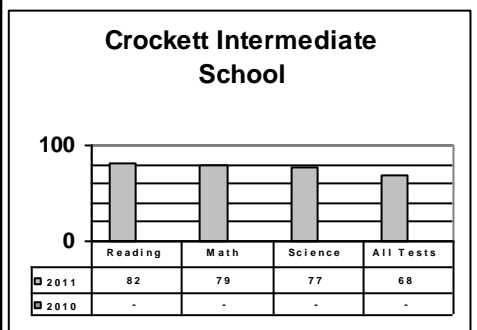 Crockett Intermediate
School
100
0
Reading Math Science All Tests
2011 82 79 77 68
2010 - - - -